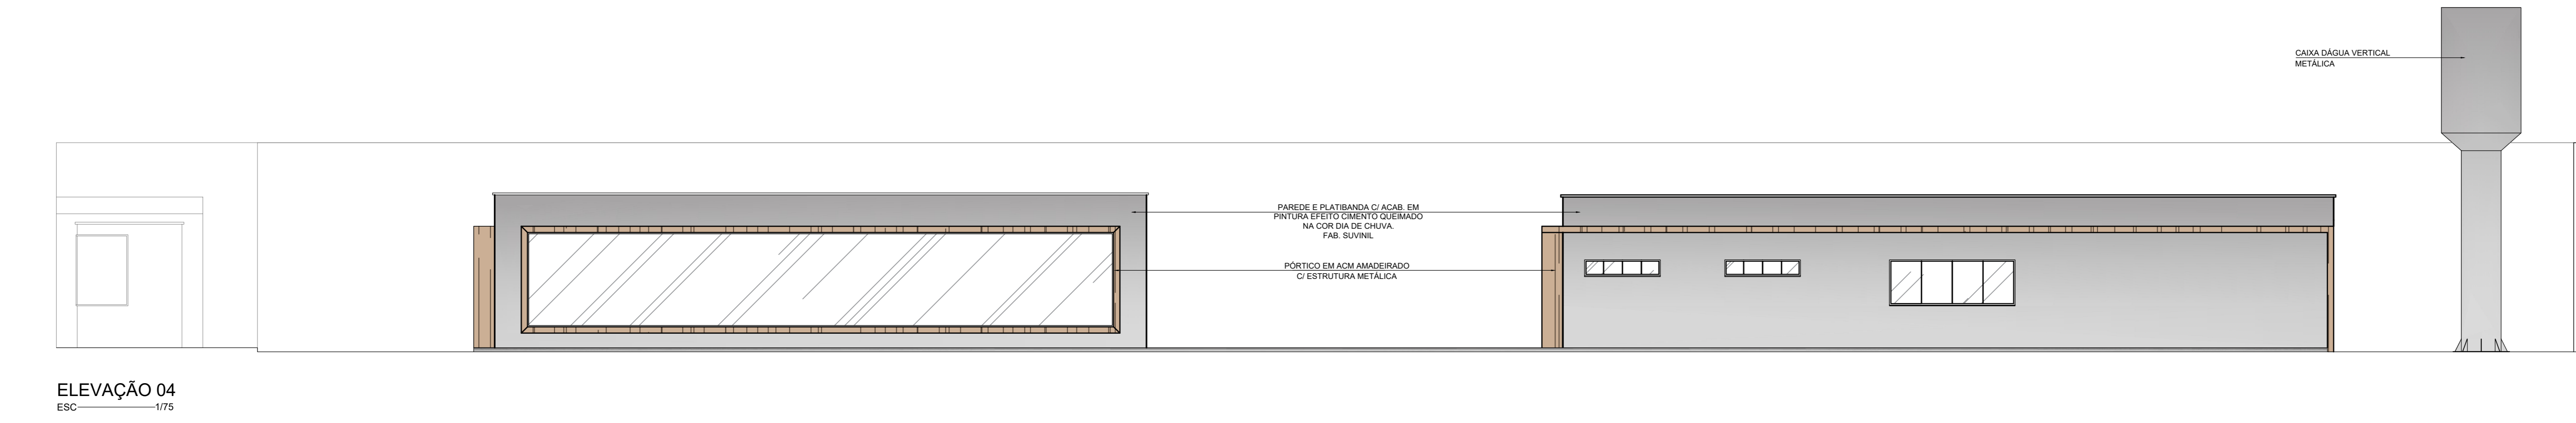 CAIXA DÁGUA VERTICAL
METÁLICA
PAREDE E PLATIBANDA C/ ACAB. EM
PINTURA EFEITO CIMENTO QUEIMADO
NA COR DIA DE CHUVA.
FAB. SUVINIL
PÓRTICO EM ACM AMADEIRADO
C/ ESTRUTURA METÁLICA
ELEVAÇÃO 04
ESC 1/75